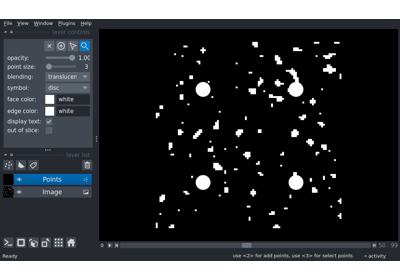 File View Window Plugins Help
layer controls
opacity: 1.00
point size: 3
blending: translucen
symbol: disc
face color: white
edge color: white
display text:
out of slice:
layer list
Points
Image
50 99
Ready use <2> for add points, use <3> for select points activity